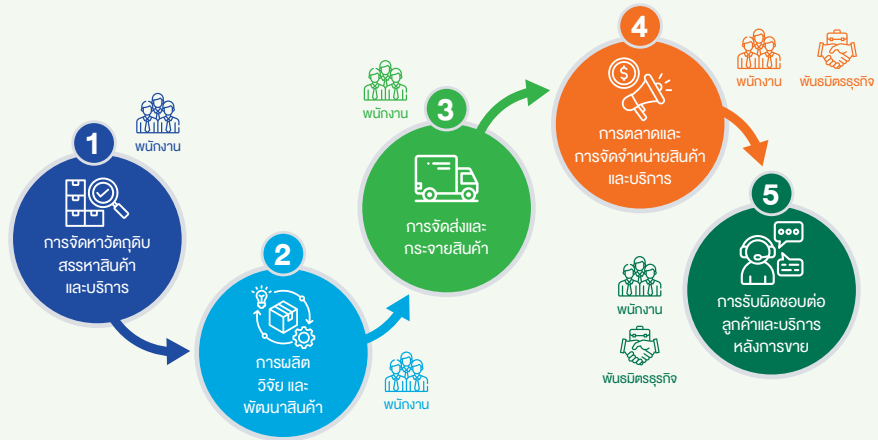 1
พนักงาน
การจัดหาวัตถุดิบ
สรรหาสินค้า
และบริการ
2
การผลิต
วิจัย และ
พัฒนาสินค้า
พนักงาน
พนักงาน
3
การจัดส่งและ
กระจายสินค้า
4
$
การตลาดและ
การจัดจำหน่ายสินค้า
และบริการ
พนักงาน
พันธมิตรธุรกิจ
5
การรับผิดชอบต่อ
ลูกค้าและบริการ
หลังการขาย
พนักงาน
พันธมิตรธุรกิจ